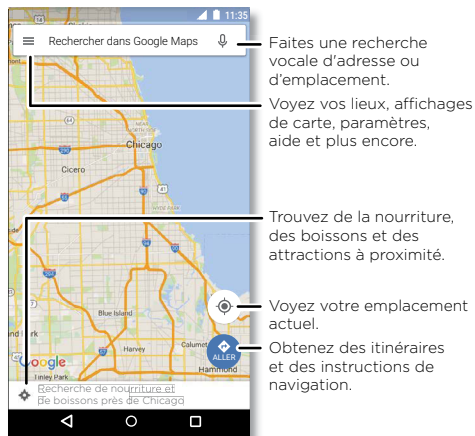 11:35
Rechercher dans Google Maps
Faites une recherche
vocale d'adresse ou
d'emplacement.
Voyez vos lieux, affichages
de carte, paramètres,
aide et plus encore.
Chicago
Cicero
Trouvez de la nourriture,
des boissons et des
attractions à proximité.
Voyez votre emplacement
actuel.
Blue Island
Harvey
Calumet
ALLER
Hammond
Obtenez des itinéraires
et des instructions de
navigation.
Google
Tinley Park
Recherche de nourriture et
de boissons près de Chicago